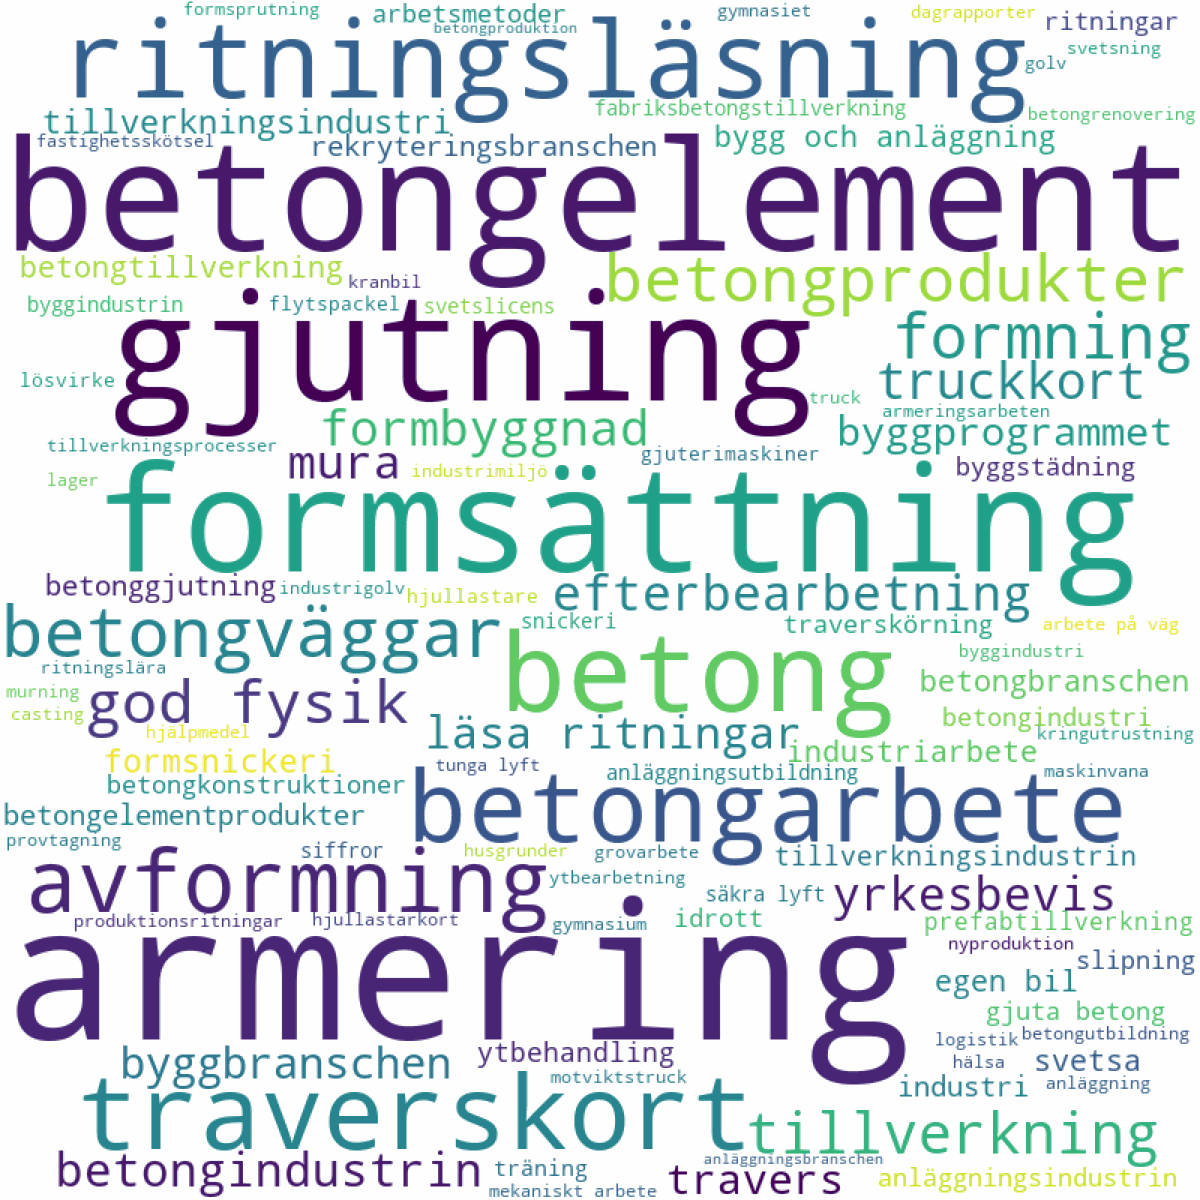 formsprutning
arbetsmetoder
gymnasiet
dagrapporter
ritningar
betongproduktion
ritningsläsning
svetsning
golv
fabriksbetongstillverkning
betongrenovering
tillverkningsindustri
fastighetsskötsel
rekryteringsbranschen
bygg och anläggning
betongelement
betongtillverkning
kranbil
betongprodukter
byggindustrin
flytspackel
svetslicens
gjutning
formning
lösvirke
truckkort
truck
armeringsarbeten
formbyggnad
byggprogrammet
tillverkningsprocesser
mura
industrimiljö
gjuterimaskiner
byggstädning
lager
formsättning
betonggjutning
industrigolv
hjullastare
efterbearbetning
betongväggar
snickeri
traverskörning
arbete på väg
betong
byggindustri
ritningslära
murning
casting
god fysik
betongbranschen
betongindustri
hjälpmedel
läsa ritningar
kringutrustning
formsnickeri
industriarbete
tunga lyft
anläggningsutbildning
maskinvana
betongkonstruktioner
betongarbete
betongelementprodukter
provtagning
siffror
husgrunder
grovarbete
tillverkningsindustrin
avformning
ytbearbetning
säkra lyft
yrkesbevis
produktionsritningar
hjullastarkort
gymnasium
idrott
prefabtillverkning
armering
nyproduktion
slipning
egen bil
gjuta betong
logistik
betongutbildning
byggbranschen
ytbehandling
hälsa
svetsa
motviktstruck
industri
anläggning
traverskort
tillverkning
betongindustrin
träning
anläggningsbranschen
travers
anläggningsindustrin
mekaniskt arbete